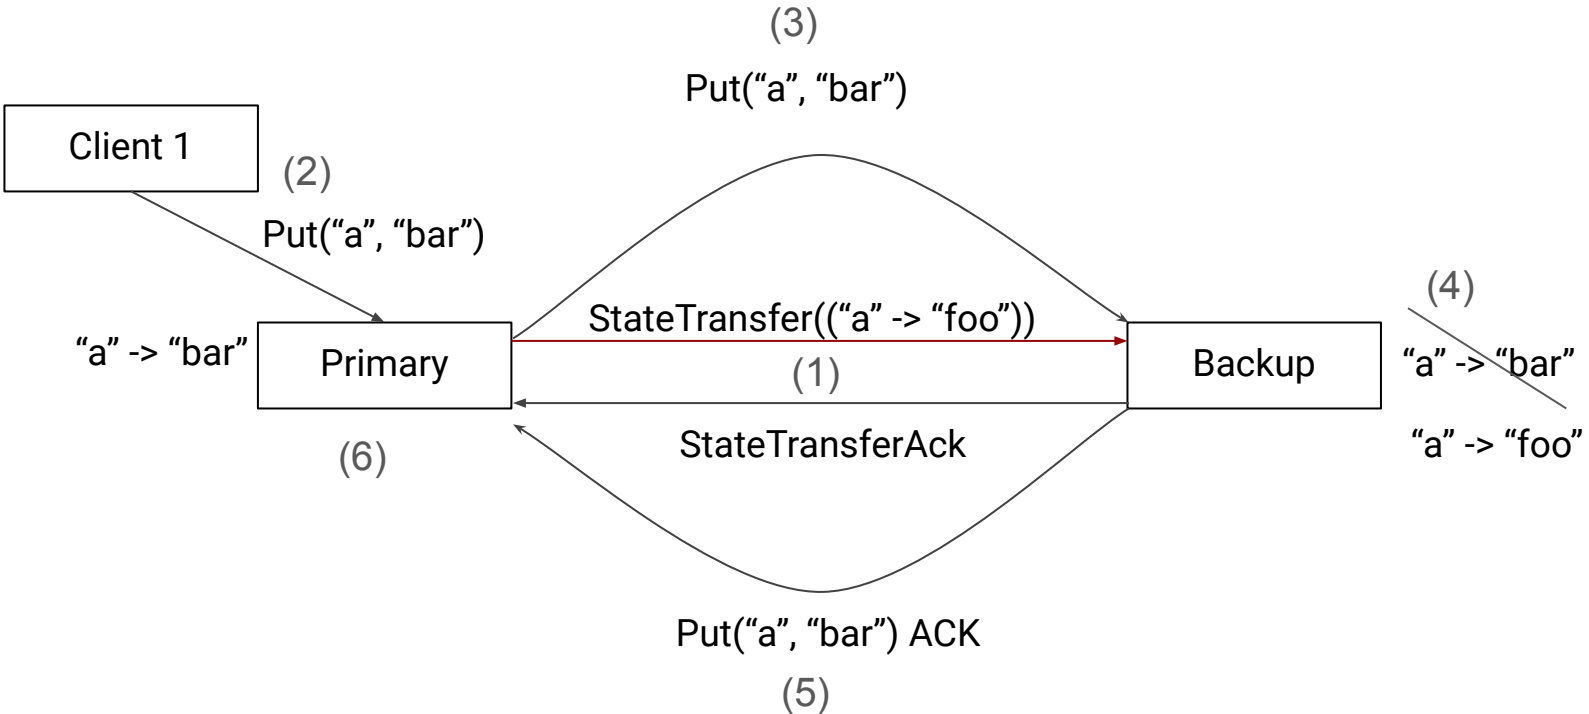 (3)
Put(“a”, “bar”)
Client 1
(2)
Put(“a”, “bar”)
(4)
StateTransfer((“a” -> “foo”))
“a” -> “bar”
Primary
(1)
Backup
“a” -> “bar”
StateTransferAck
“a” -> “foo”
(6)
Put(“a”, “bar”) ACK
(5)